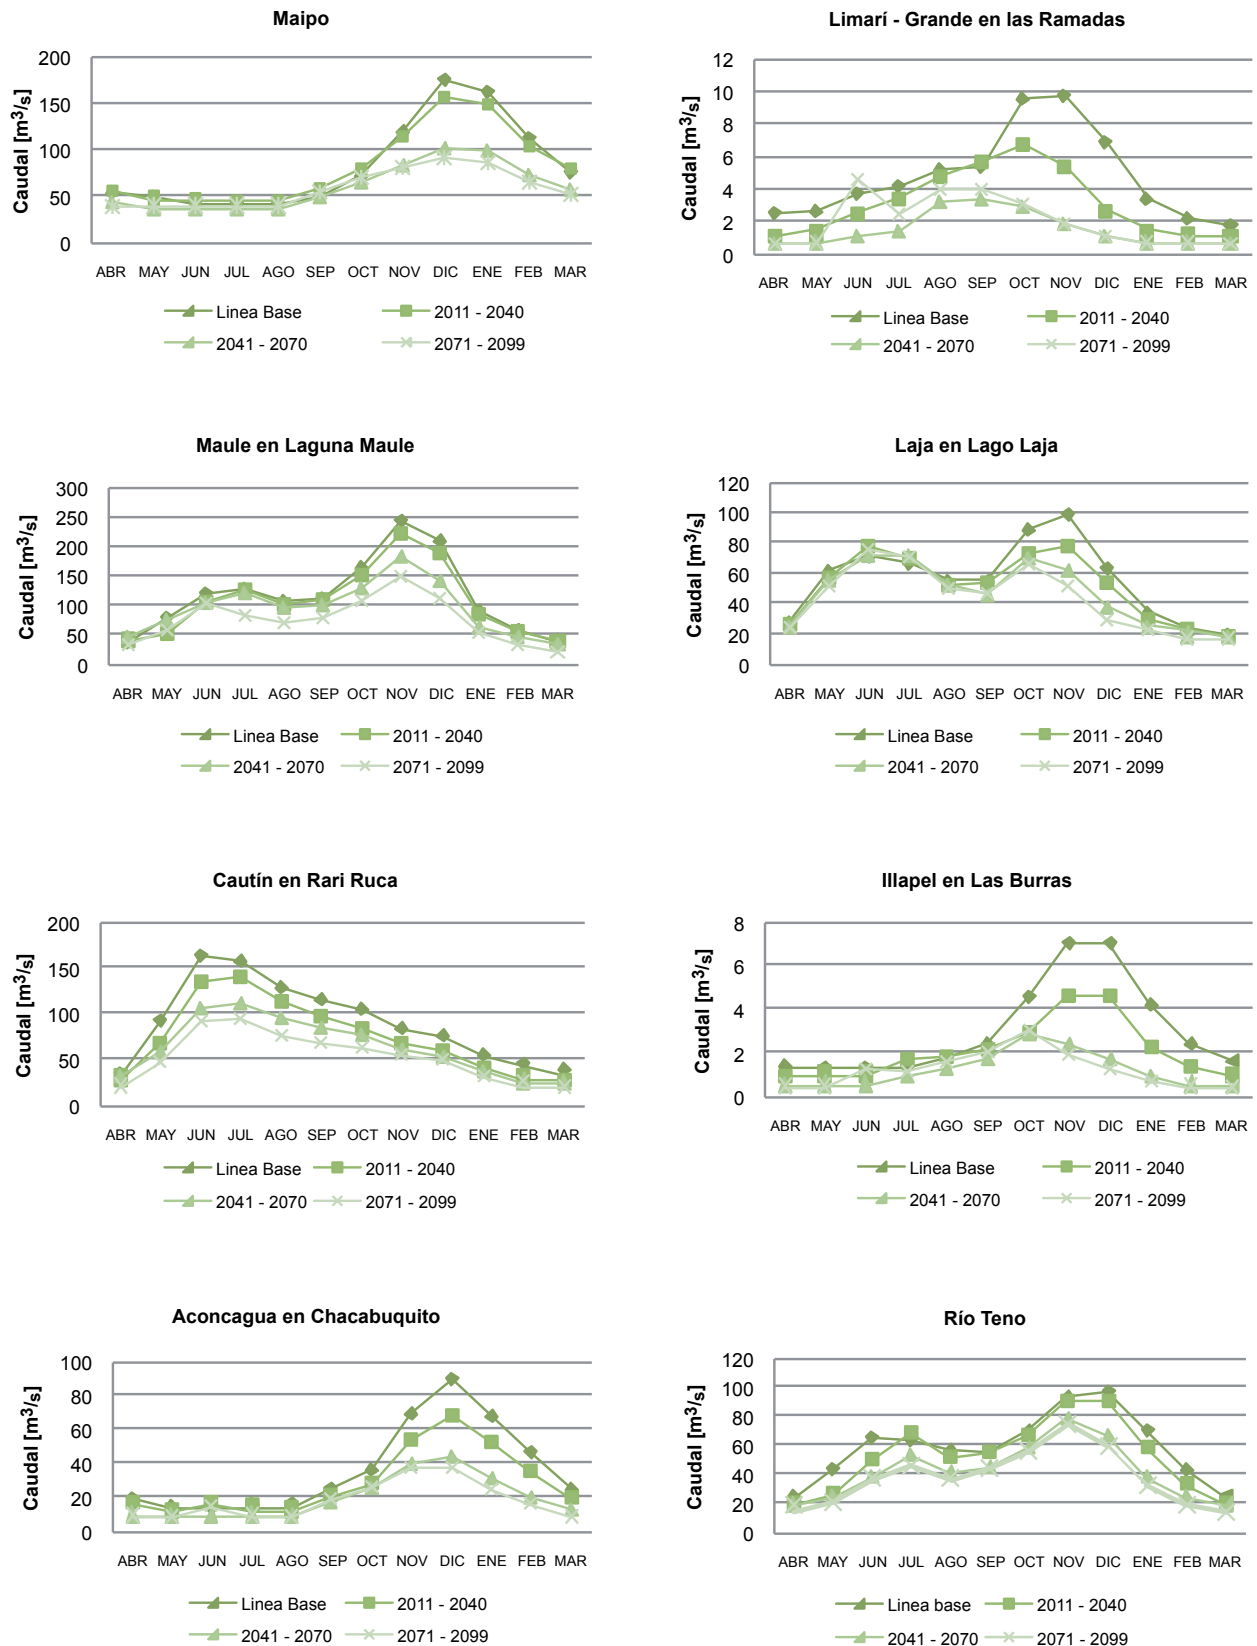 Maipo
Caudal [m³/s]
200
150
100
50
0
ABR MAY JUN JUL AGO SEP OCT NOV DIC ENE FEB MAR
Linea Base 2011 - 2040
2041 - 2070 2071 - 2099
Limarí - Grande en las Ramadas
Caudal [m³/s]
12
10
8
6
4
2
0
ABR MAY JUN JUL AGO SEP OCT NOV DIC ENE FEB MAR
Linea Base 2011 - 2040
2041 - 2070 2071 - 2099
Maule en Laguna Maule
Caudal [m³/s]
300
250
200
150
100
50
0
ABR MAY JUN JUL AGO SEP OCT NOV DIC ENE FEB MAR
Linea Base 2011 - 2040
2041 - 2070 2071 - 2099
Laja en Lago Laja
Caudal [m³/s]
120
100
80
60
40
20
0
ABR MAY JUN JUL AGO SEP OCT NOV DIC ENE FEB MAR
Linea Base 2011 - 2040
2041 - 2070 2071 - 2099
Cautín en Rari Ruca
Caudal [m³/s]
200
150
100
50
0
ABR MAY JUN JUL AGO SEP OCT NOV DIC ENE FEB MAR
Linea Base 2011 - 2040
2041 - 2070 2071 - 2099
Illapel en Las Burras
Caudal [m³/s]
8
6
4
2
0
ABR MAY JUN JUL AGO SEP OCT NOV DIC ENE FEB MAR
Linea Base 2011 - 2040
2041 - 2070 2071 - 2099
Aconcagua en Chacabuquito
Caudal [m³/s]
100
80
60
40
20
0
ABR MAY JUN JUL AGO SEP OCT NOV DIC ENE FEB MAR
Linea Base 2011 - 2040
2041 - 2070 2071 - 2099
Río Teno
Caudal [m³/s]
120
100
80
60
40
20
0
ABR MAY JUN JUL AGO SEP OCT NOV DIC ENE FEB MAR
Linea base 2011 - 2040
2041 - 2070 2071 - 2099